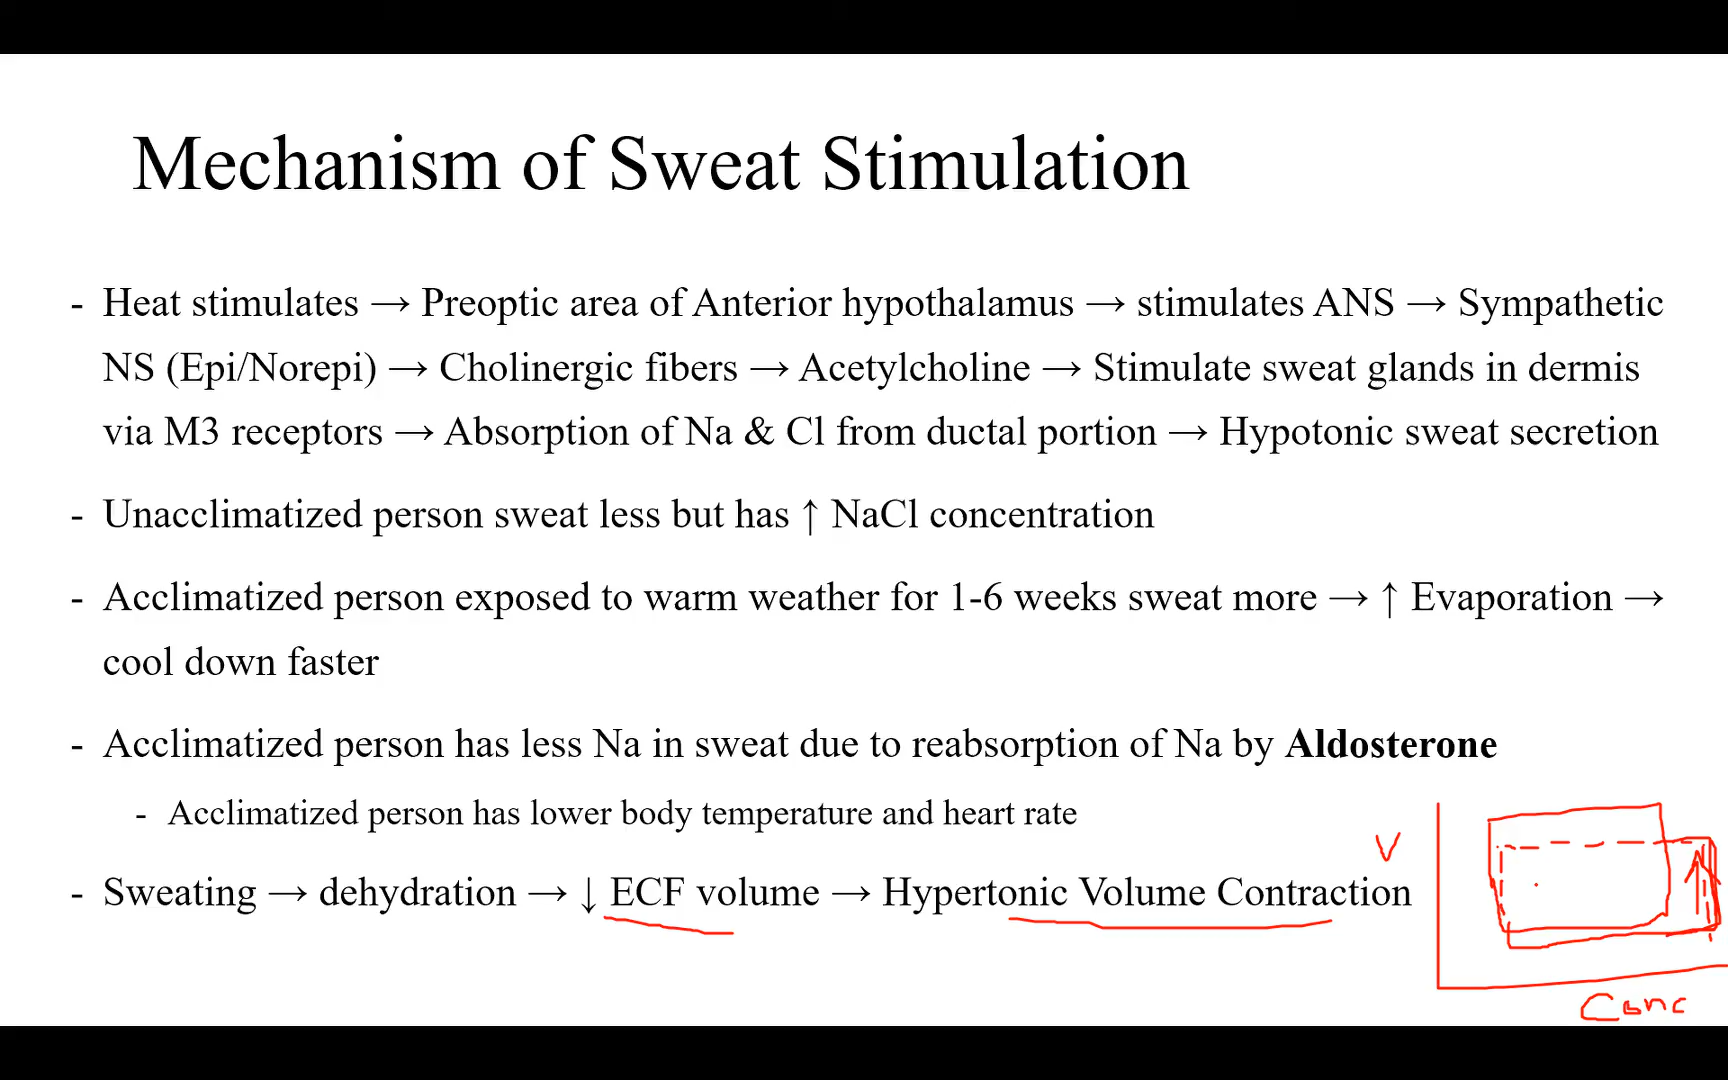 Mechanism of Sweat Stimulation
- Heat stimulates → Preoptic area of Anterior hypothalamus → stimulates ANS → Sympathetic
NS (Epi/Norepi) → Cholinergic fibers → Acetylcholine → Stimulate sweat glands in dermis
via M3 receptors → Absorption of Na & Cl from ductal portion → Hypotonic sweat secretion
- Unacclimatized person sweat less but has ↑ NaCl concentration
- Acclimatized person exposed to warm weather for 1-6 weeks sweat more → ↑ Evaporation →
cool down faster
- Acclimatized person has less Na in sweat due to reabsorption of Na by Aldosterone
- Acclimatized person has lower body temperature and heart rate
V
- Sweating → dehydration → ↓ ECF volume → Hypertonic Volume Contraction
Conc